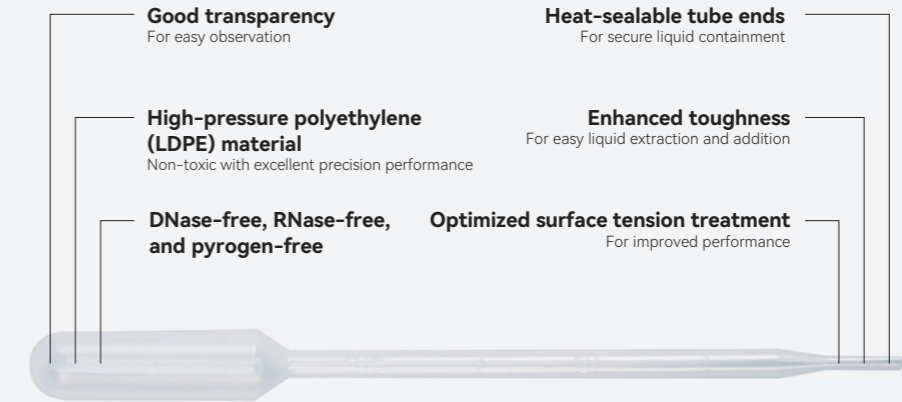 Good transparency
For easy observation
Heat-sealable tube ends
For secure liquid containment
High-pressure polyethylene
(LDPE) material
Non-toxic with excellent precision performance
Enhanced toughness
For easy liquid extraction and addition
DNase-free, RNase-free,
and pyrogen-free
Optimized surface tension treatment
For improved performance